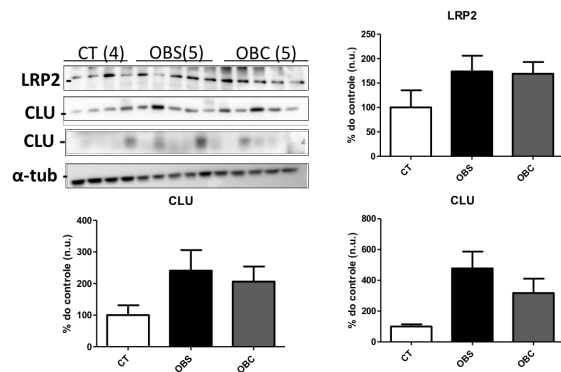 CT (4) OBS(5) OBC (5)
LRP2
CLU
CLU
α-tub
LRP2
% do controle (n.u.)
250
200
150
100
50
0
CT OBS OBC
CLU
% do controle (n.u.)
400
300
200
100
0
CT OBS OBC
CLU
% do controle (n.u.)
800
600
400
200
0
CT OBS OBC